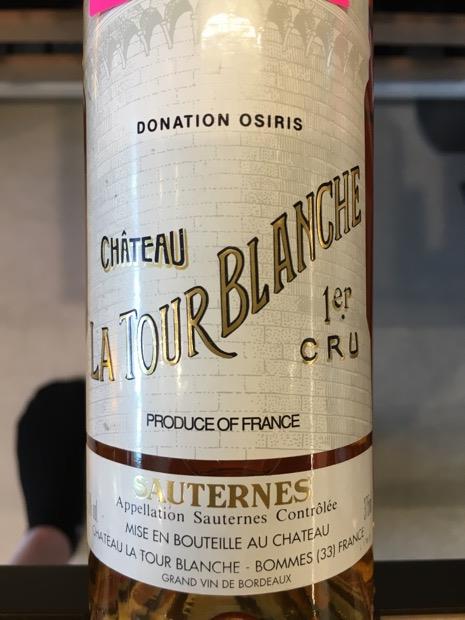 DONATION OSIRIS
CHÂTEAU
LA TOUR BLANCHE
1er
CRU
PRODUCE OF FRANCE
SAUTERNES
Appellation Sauternes Contrôlée
MISE EN BOUTEILLE AU CHATEAU
CHATEAU LA TOUR BLANCHE - BOMMES (33) FRANCE
GRAND VIN DE BORDEAUX